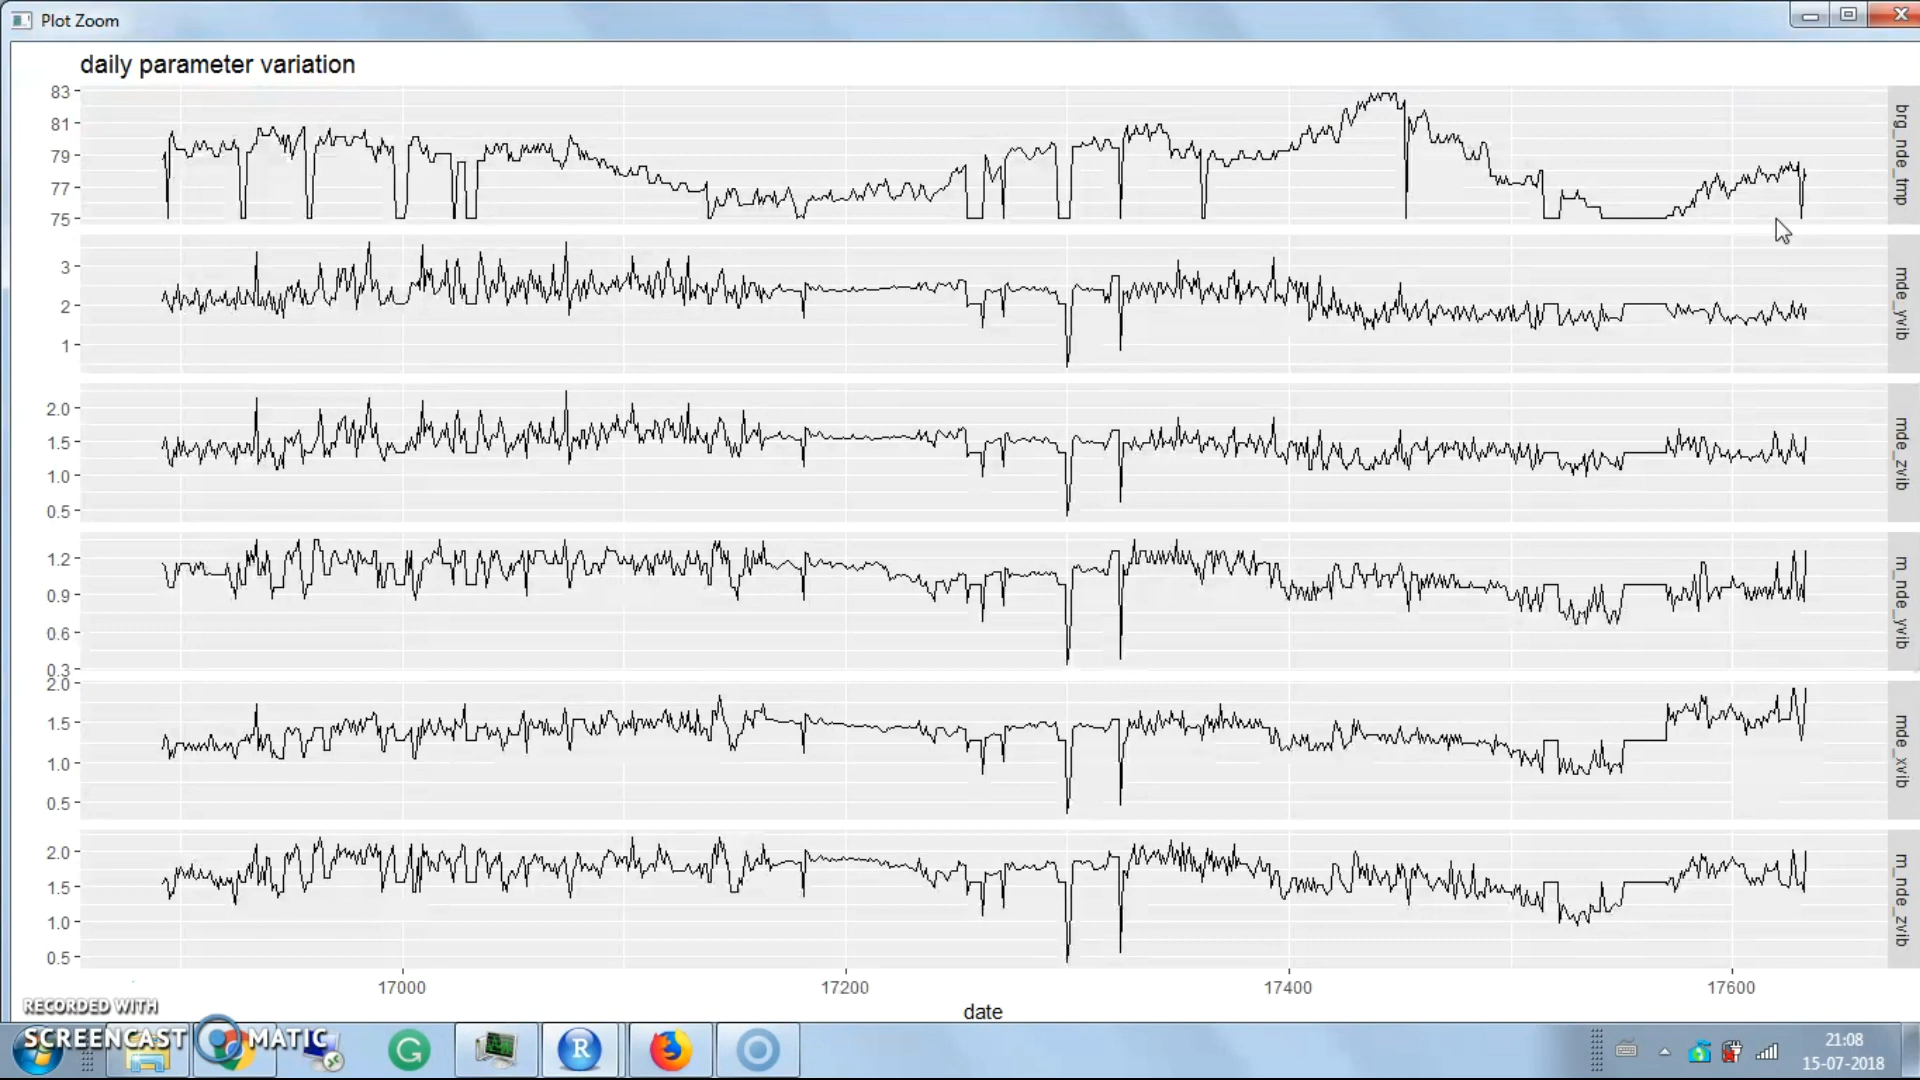 Plot Zoom
daily parameter variation
83
81
79
77
75
brg_nde_tmp
3
2
1
mde_yvib
2.0
1.5
1.0
0.5
mde_zvib
1.2
0.9
0.6
0.3
m_nde_yvib
2.0
1.5
1.0
0.5
mde_xvib
2.0
1.5
1.0
0.5
m_nde_zvib
17000
17200
17400
17600
date
RECORDED WITH
SCREENCAST MATIC
G
R
21:08
15-07-2018